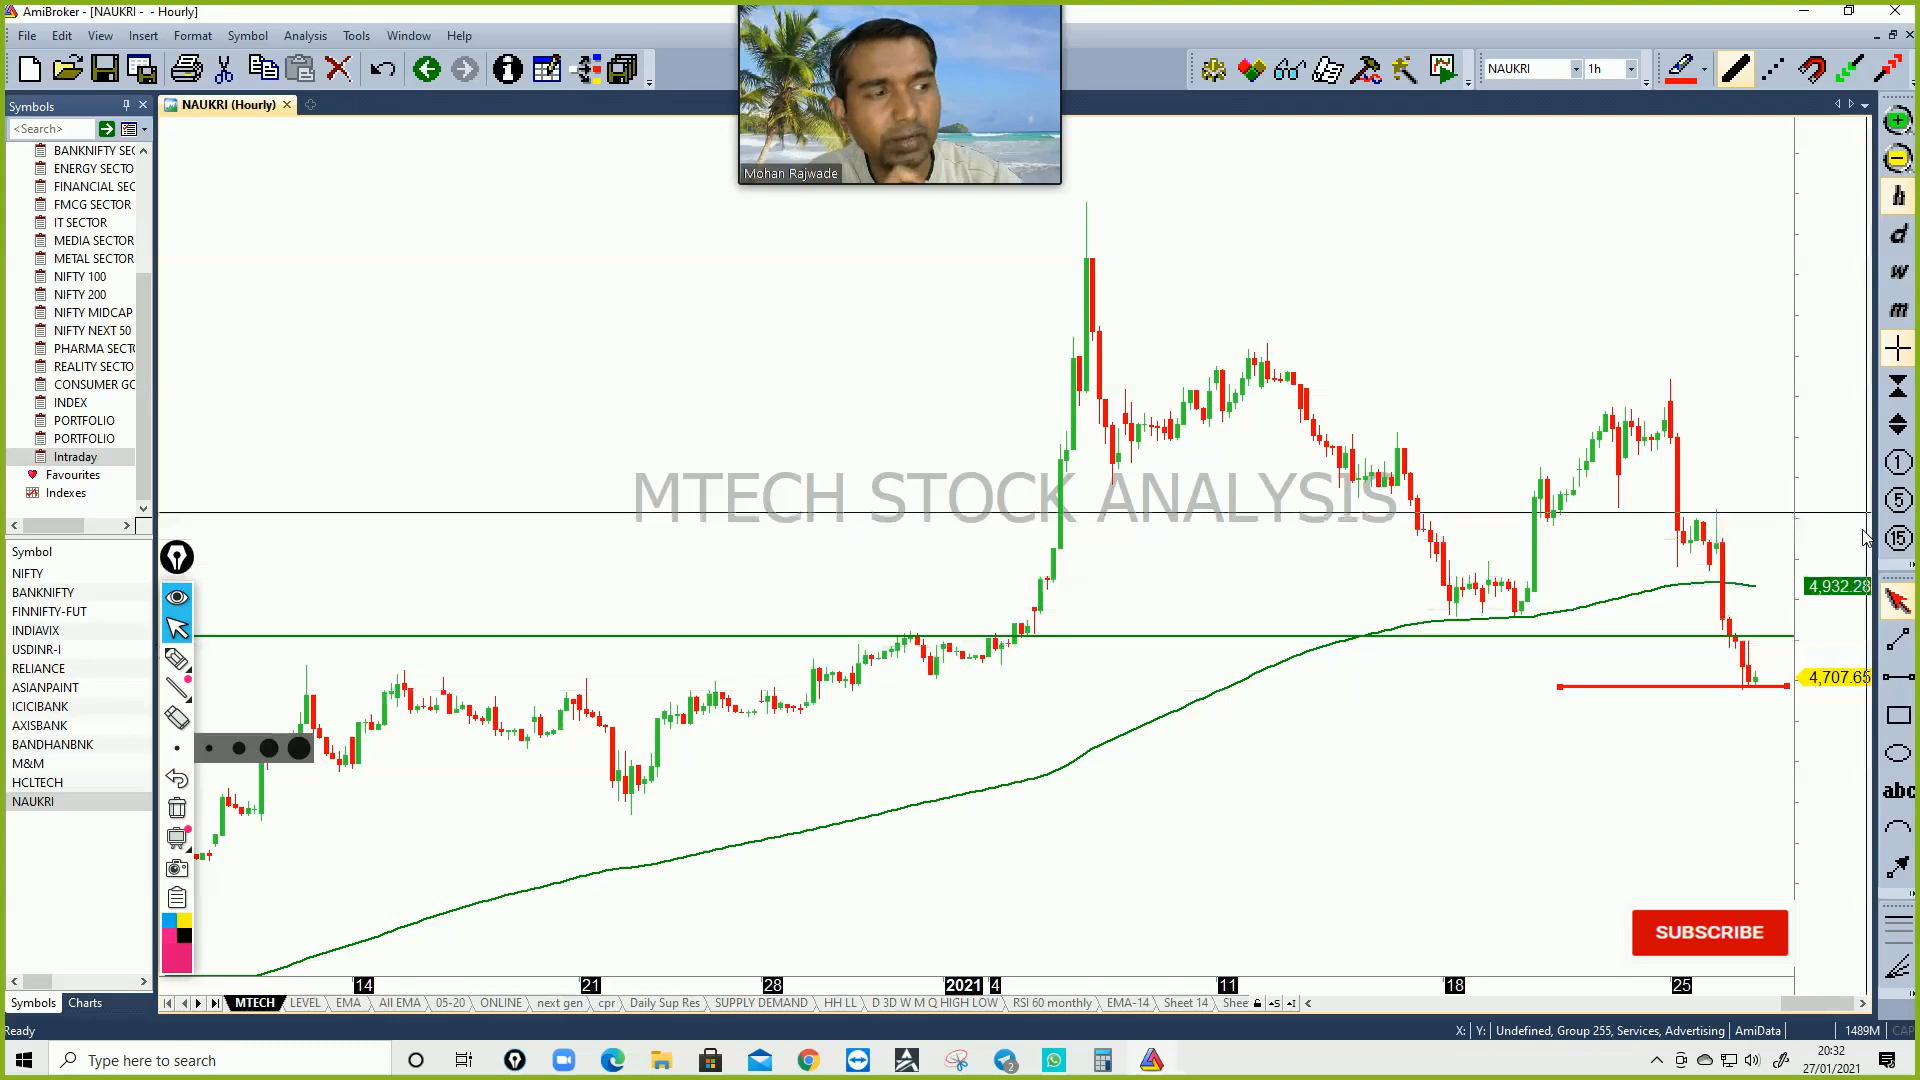 AmiBroker - [NAUKRI - - Hourly]
File Edit View Insert Format Symbol Analysis Tools Window Help
NAUKRI 1h
Symbols
NAUKRI (Hourly)
<Search>
BANKNIFTY SEC
ENERGY SECTO
FINANCIAL SEC
FMCG SECTOR
IT SECTOR
MEDIA SECTOR
METAL SECTOR
NIFTY 100
NIFTY 200
NIFTY MIDCAP
NIFTY NEXT 50
PHARMA SECT
REALITY SECTO
CONSUMER GC
INDEX
PORTFOLIO
PORTFOLIO
Intraday
Favourites
Indexes
Symbol
NIFTY
BANKNIFTY
FINNIFTY-FUT
INDIAVIX
USDINR-I
RELIANCE
ASIANPAINT
ICICIBANK
AXISBANK
BANDHANBNK
M&M
HCLTECH
NAUKRI
Symbols Charts
Mohan Rajwade
MTECH STOCK ANALYSIS
4,932.28
4,707.65
SUBSCRIBE
h
d
w
m
1
5
15
abc
14 21 28 2021 4 11 18 25
MTECH LEVEL EMA All EMA 05-20 ONLINE next gen cpr Daily Sup Res SUPPLY DEMAND HH LL D 3D W M Q HIGH LOW RSI 60 monthly EMA-14 Sheet 14 Shee
Ready
X: Y: Undefined, Group 255, Services, Advertising AmiData 1489M CAP
Type here to search
2
20:32
27/01/2021